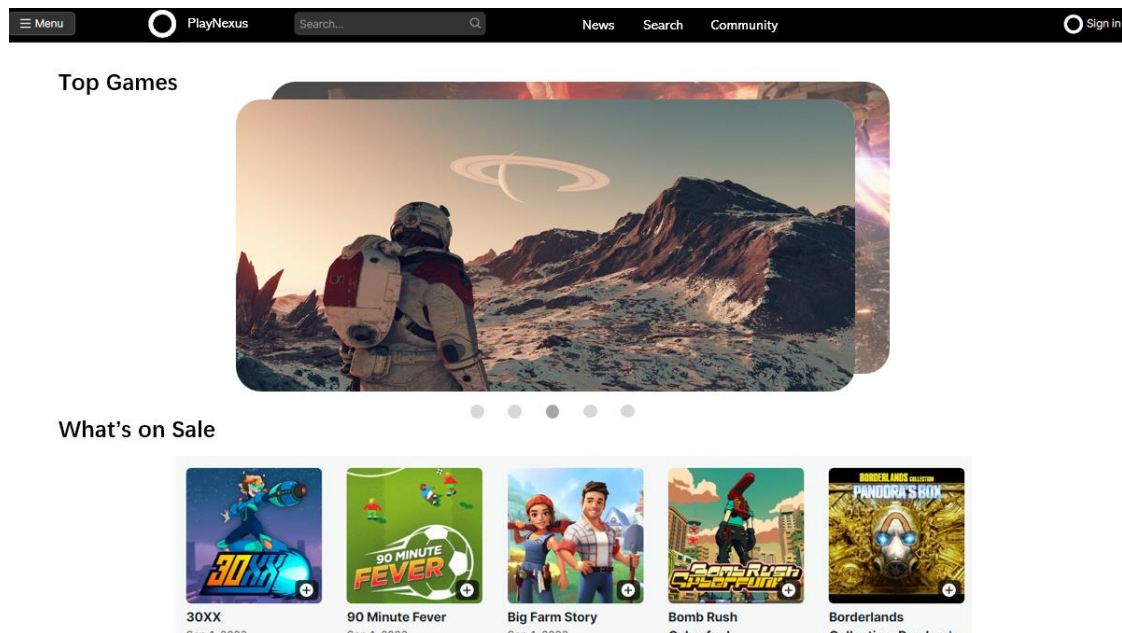 Menu
PlayNexus
Search...
News
Search
Community
Sign in
Top Games
What's on Sale
30XX
90 MINUTE
FEVER
BORDERLANDS COLLECTION
PANDORA'S BOX
30XX
90 Minute Fever
Big Farm Story
Bomb Rush
Borderlands